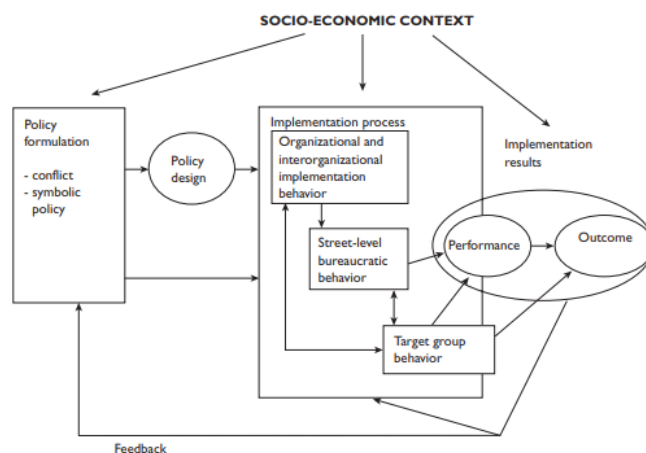 SOCIO-ECONOMIC CONTEXT
Policy
formulation
- conflict
- symbolic
policy
Policy
design
Implementation process
Organizational and
interorganizational
implementation
behavior
Street-level
bureaucratic
behavior
Target group
behavior
Implementation
results
Performance
Outcome
Feedback